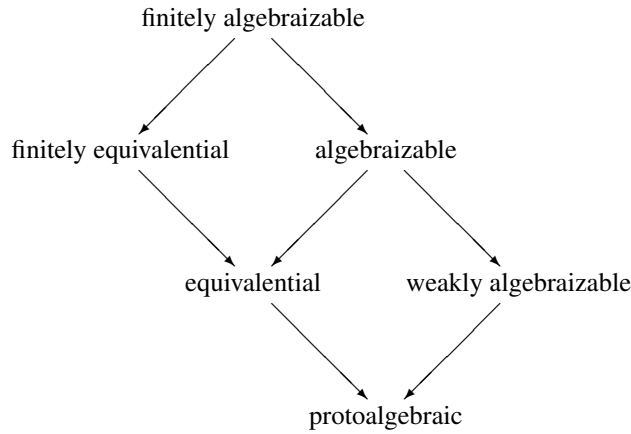 finitely algebraizable
finitely equivalential
algebraizable
equivalential
weakly algebraizable
protoalgebraic